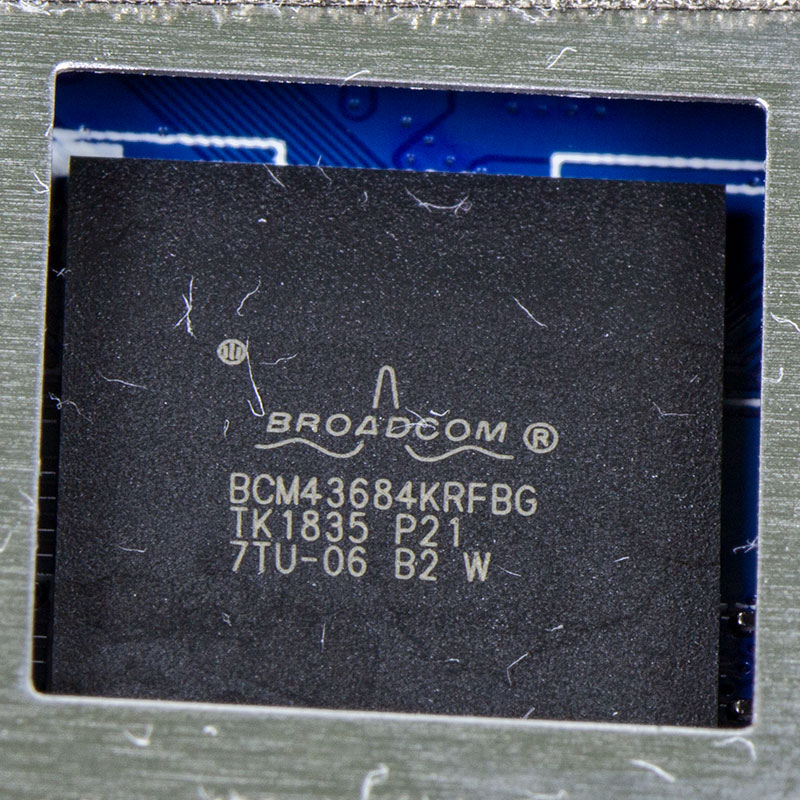 BROADCOM ®
BCM43684KRFBG
TK1835 P21
7TU-06 B2 W